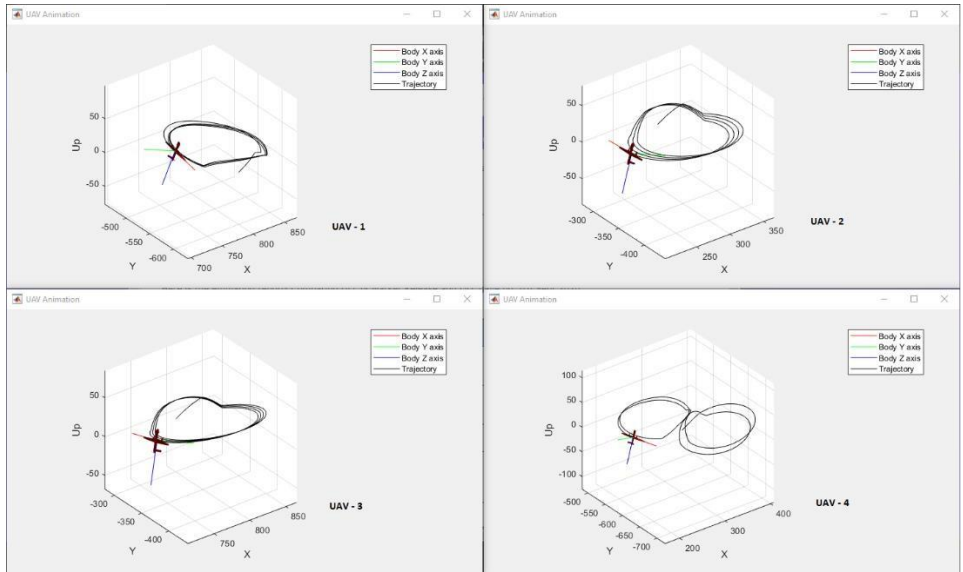 UAV Animation
Body X axis
Body Y axis
Body Z axis
Trajectory
50
0
-50
Up
-500
-550
-600
Y
700
750
800
850
X
UAV - 1
UAV Animation
Body X axis
Body Y axis
Body Z axis
Trajectory
50
0
-50
Up
-300
-350
-400
Y
250
300
350
X
UAV - 2
UAV Animation
Body X axis
Body Y axis
Body Z axis
Trajectory
50
0
-50
Up
-300
-350
-400
Y
750
800
850
X
UAV - 3
UAV Animation
Body X axis
Body Y axis
Body Z axis
Trajectory
100
50
0
-50
-100
Up
-500
-550
-600
-650
-700
Y
200
300
400
X
UAV - 4